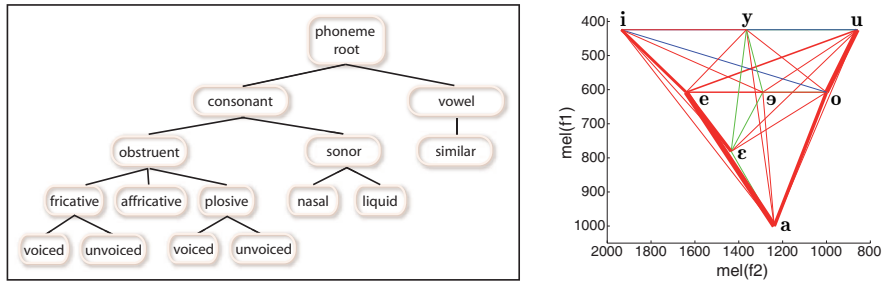 phoneme
root
consonant
vowel
obstruent
sonor
similar
fricative
affricative
plosive
nasal
liquid
voiced
unvoiced
voiced
unvoiced
i
y
u
e
ɘ
o
ɛ
a
400
500
600
700
800
900
1000
mel(f1)
2000
1800
1600
1400
1200
1000
800
mel(f2)